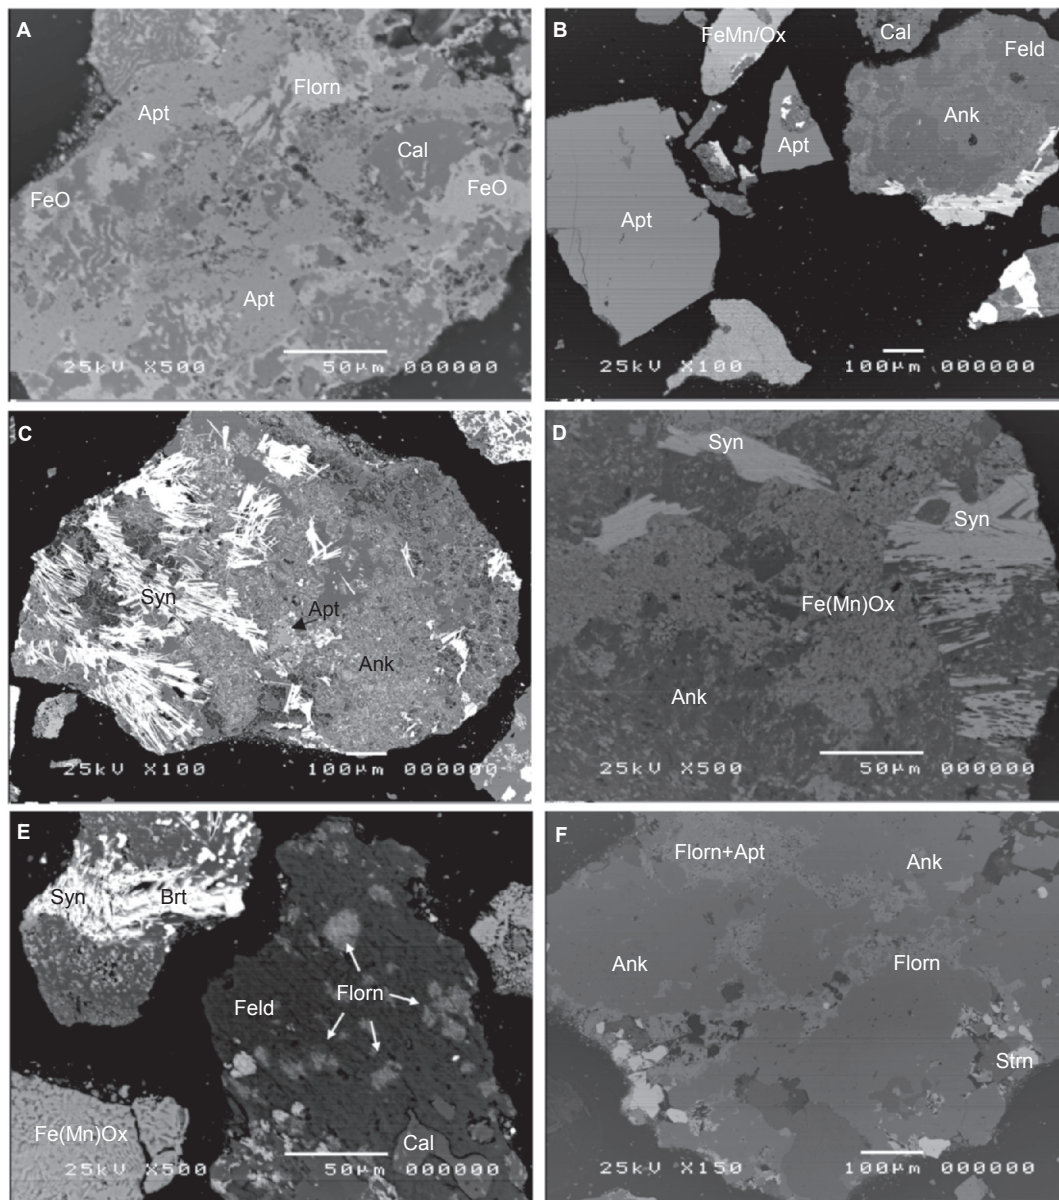 A
Florn
Apt
Cal
FeO
FeO
Apt
25kV X500 50µm 000000
B
FeMn/Ox
Cal
Feld
Ank
Apt
Apt
25kV X100 100µm 000000
C
Syn
Apt
Ank
25kV X100 100µm 000000
D
Syn
Syn
Fe(Mn)Ox
Ank
25kV X500 50µm 000000
E
Syn
Brt
Florn
Feld
Fe(Mn)Ox
Cal
25kV X500 50µm 000000
F
Florn+Apt
Ank
Ank
Florn
Strn
25KV X150 100µm 000000